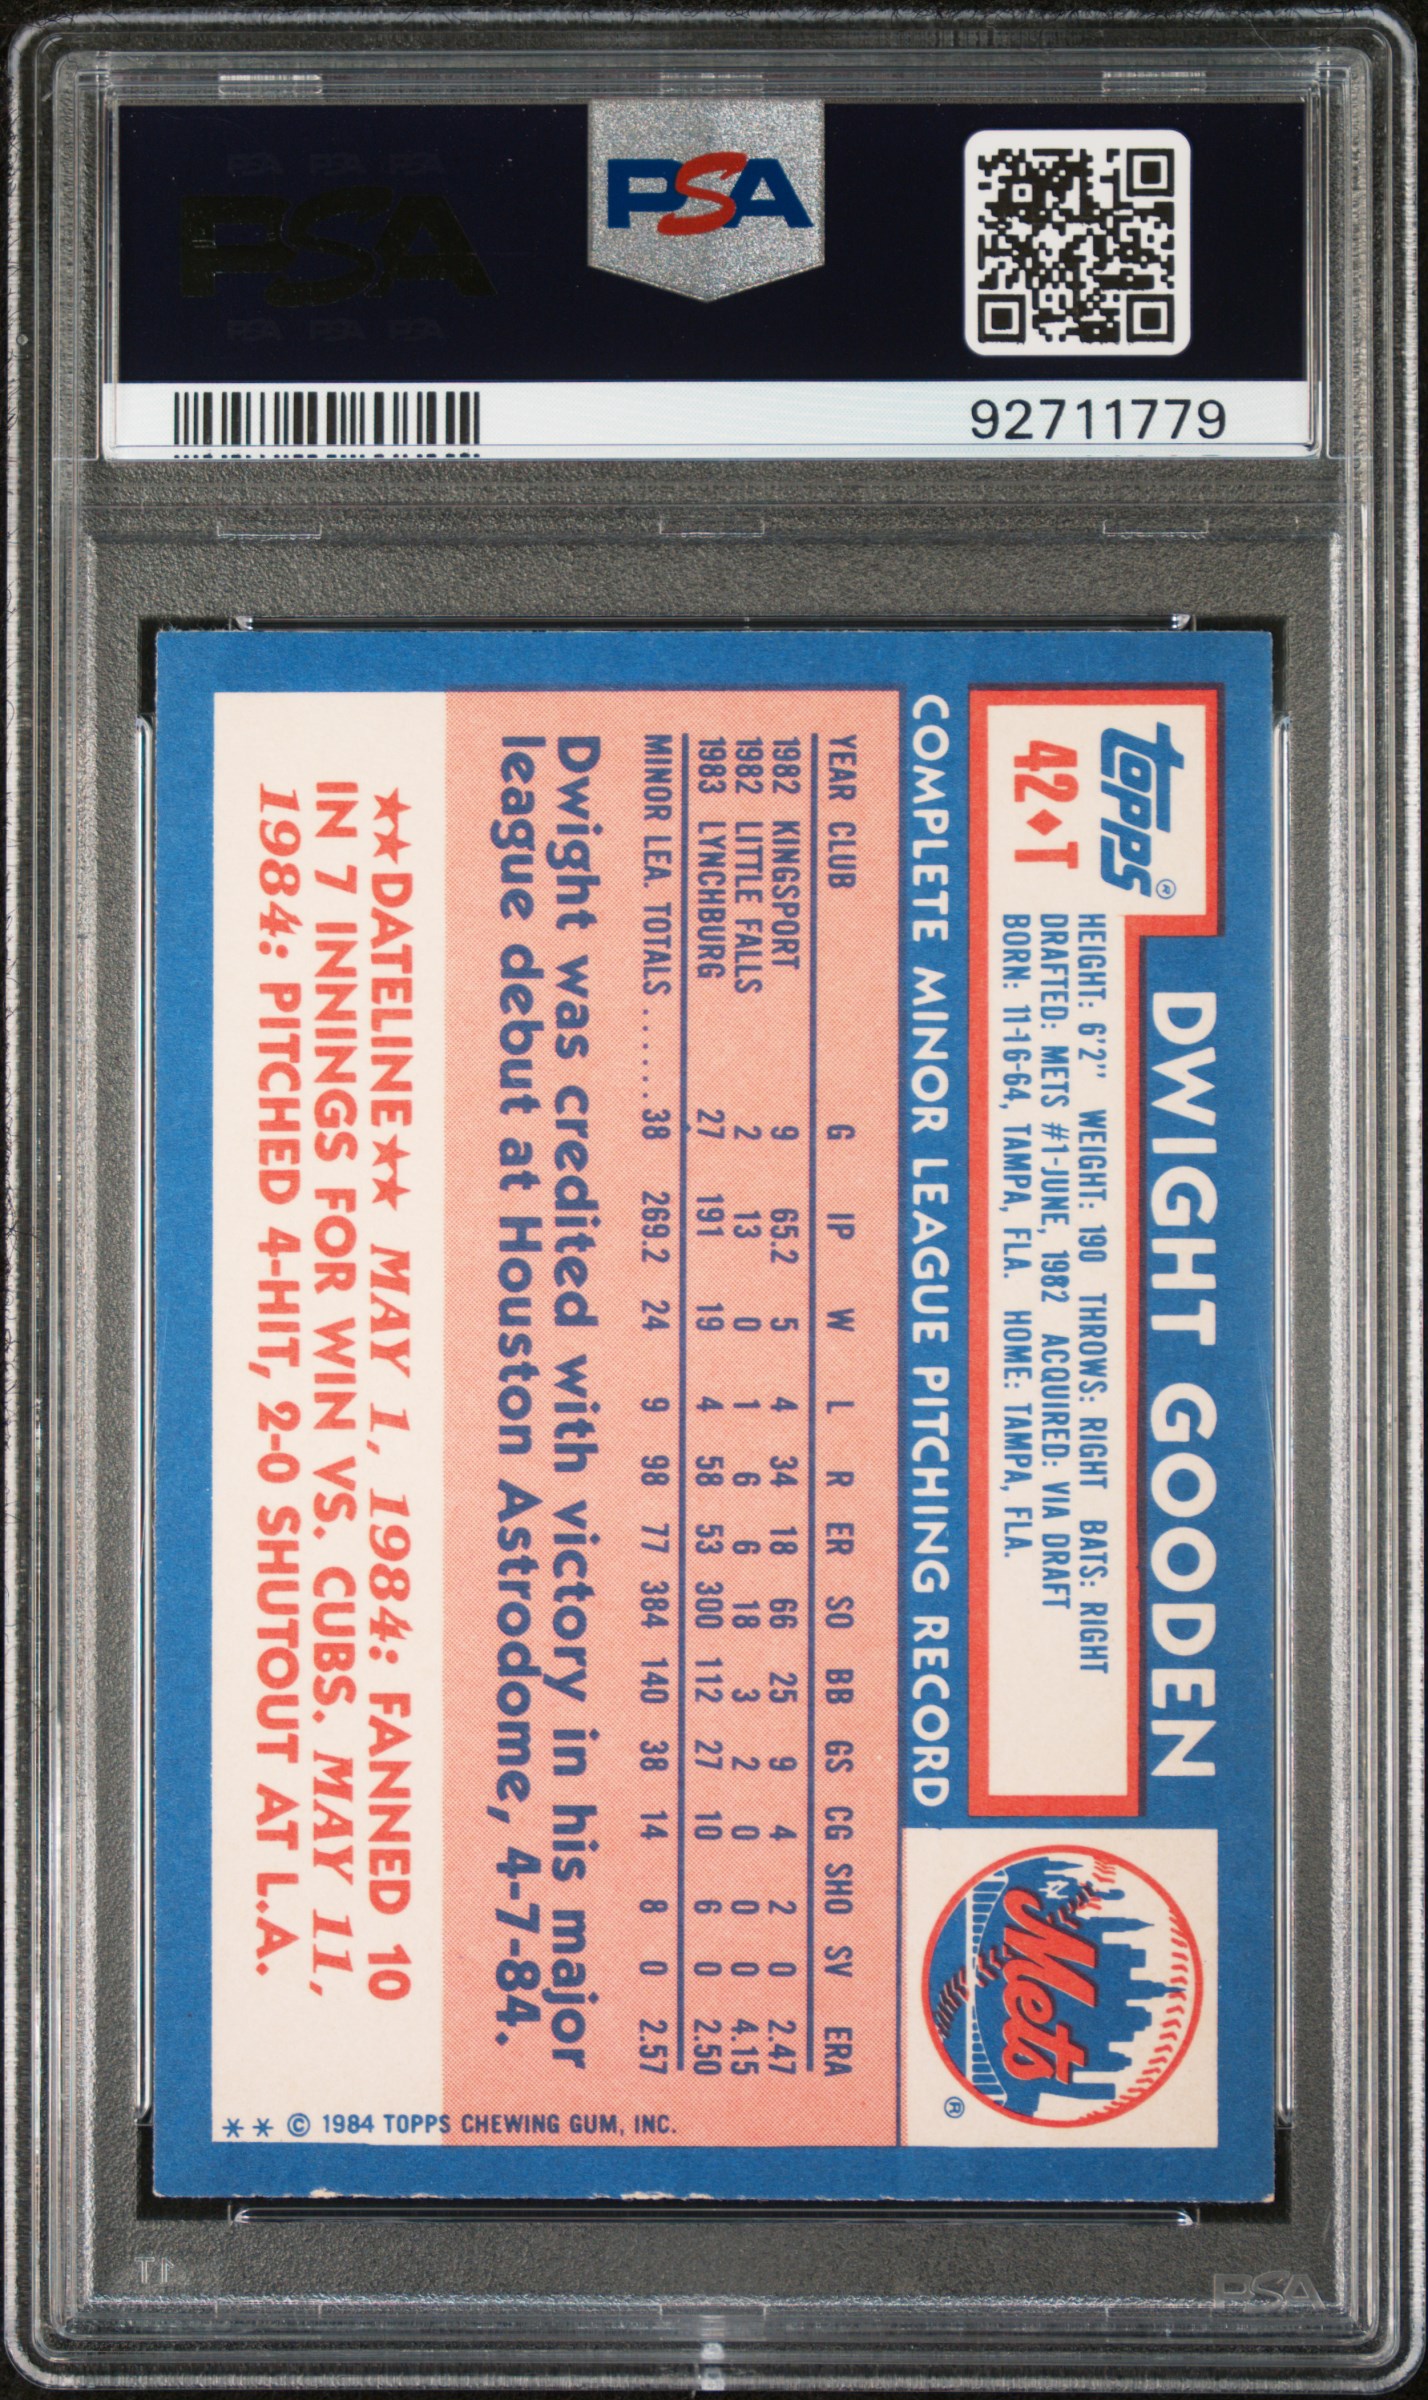 PSA PSA PSA
PSA
PSA PSA PSA
PSA
92711779
topps®
42♦T
DWIGHT GOODEN
HEIGHT: 6'2" WEIGHT: 190 THROWS: RIGHT BATS: RIGHT
DRAFTED: METS #1-JUNE, 1982 ACQUIRED: VIA DRAFT
BORN: 11-16-64, TAMPA, FLA. HOME: TAMPA, FLA.
Mets
®
COMPLETE MINOR LEAGUE PITCHING RECORD
YEAR CLUB G IP W L R ER SO BB GS CG SHO SV ERA
1982 KINGSPORT 9 65.2 5 4 34 18 66 25 9 4 2 0 2.47
1982 LITTLE FALLS 2 13 0 1 6 6 18 3 2 0 0 0 4.15
1983 LYNCHBURG 27 191 19 4 58 53 300 112 27 10 6 0 2.50
MINOR LEA. TOTALS ...... 38 269.2 24 9 98 77 384 140 38 14 8 0 2.57
Dwight was credited with victory in his major
league debut at Houston Astrodome, 4-7-84.
★★DATELINE★★ MAY 1, 1984: FANNED 10
IN 7 INNINGS FOR WIN VS. CUBS. MAY 11,
1984: PITCHED 4-HIT, 2-0 SHUTOUT AT L.A.
** © 1984 TOPPS CHEWING GUM, INC.
PSA